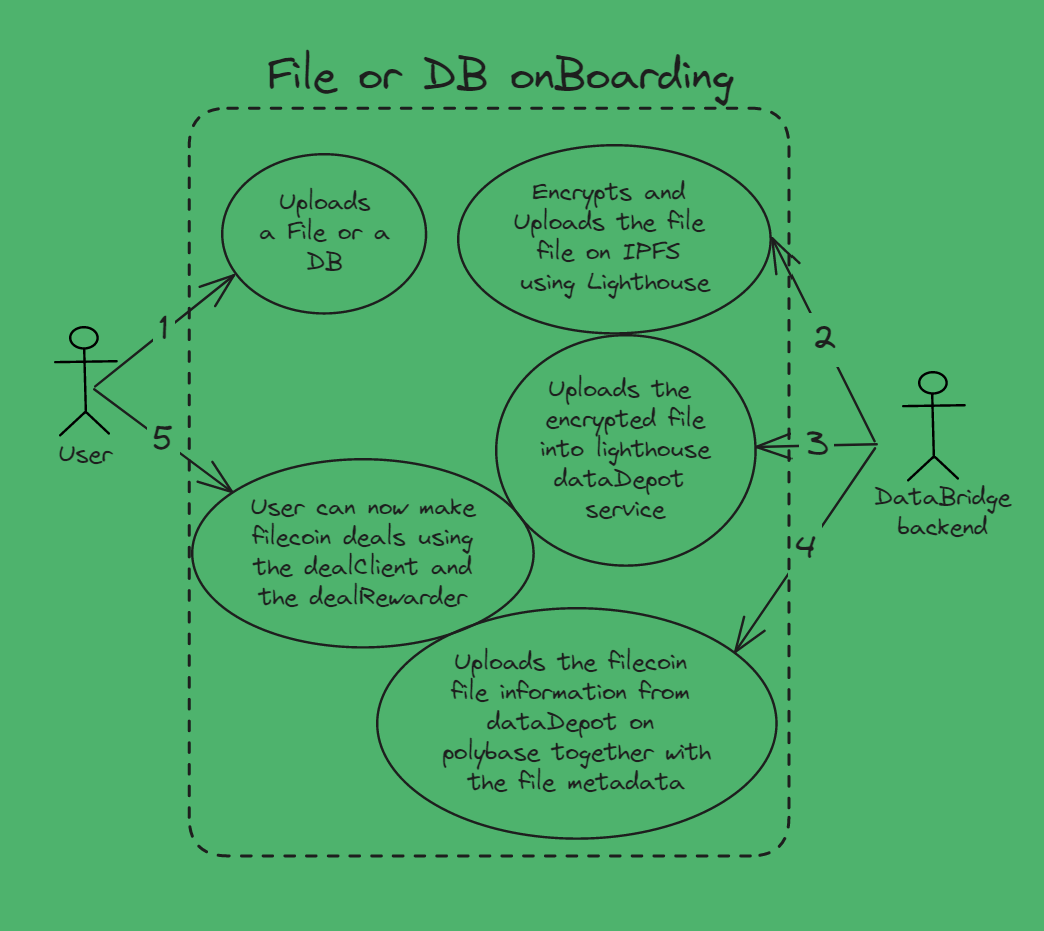 File or DB onBoarding
Uploads
a File or a
DB
Encrypts and
Uploads the file
file on IPFS
using Lighthouse
1
2
User
5
Uploads the
encrypted file
into lighthouse
dataDepot
service
3
DataBridge
backend
User can now make
filecoin deals using
the dealClient and
the dealRewarder
4
Uploads the filecoin
file information from
dataDepot on
polybase together with
the file metadata